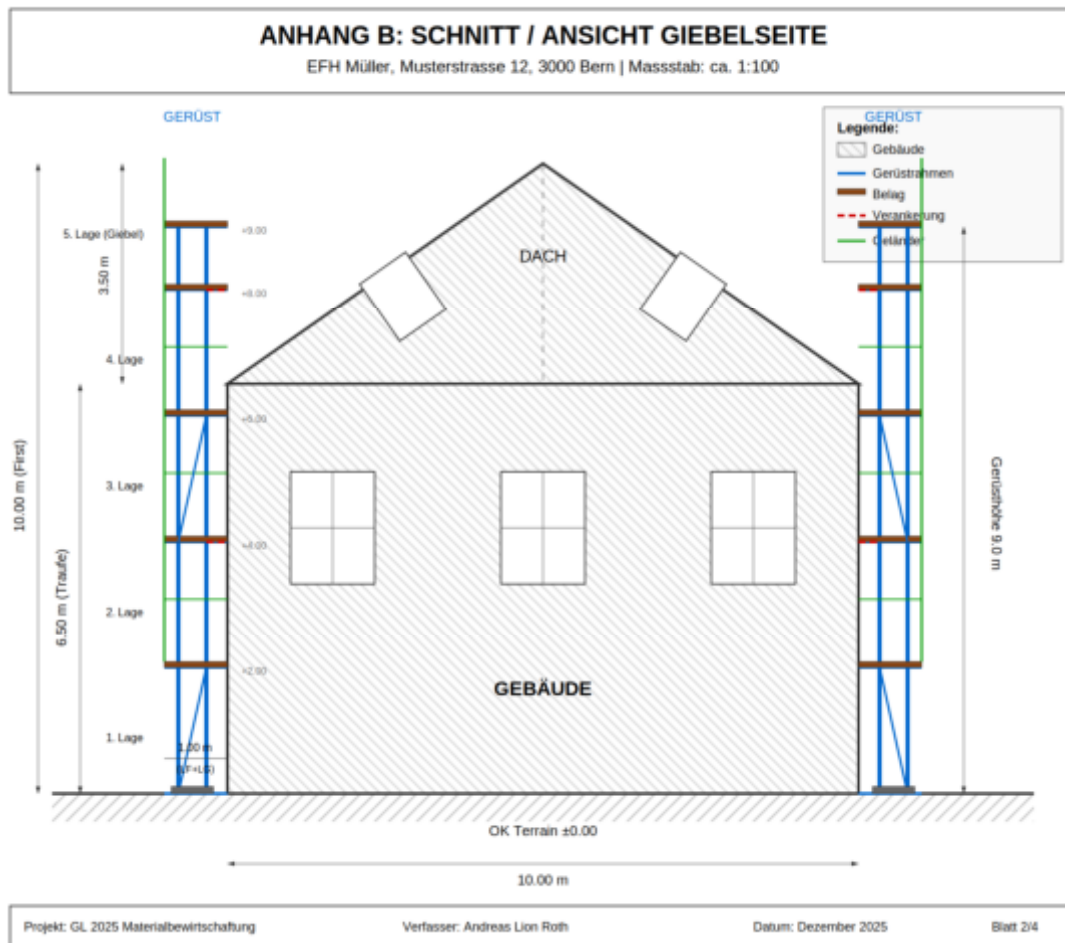 ANHANG B: SCHNITT / ANSICHT GIEBELSEITE
EFH Müller, Musterstrasse 12, 3000 Bern | Massstab: ca. 1:100
GERÜST
GERÜST
Legende:
Gebäude
Gerüstrahmen
Belag
Verankerung
Geländer
5. Lage (Giebel)
+9.00
DACH
3.50 m
+8.00
4. Lage
+6.00
10.00 m (First)
3. Lage
Gerüsthöhe 9.0 m
+4.00
6.50 m (Traufe)
2. Lage
+2.00
GEBÄUDE
1. Lage
1.00 m
(LF+LG)
OK Terrain ±0.00
10.00 m
Projekt: GL 2025 Materialbewirtschaftung
Verfasser: Andreas Lion Roth
Datum: Dezember 2025
Blatt 2/4